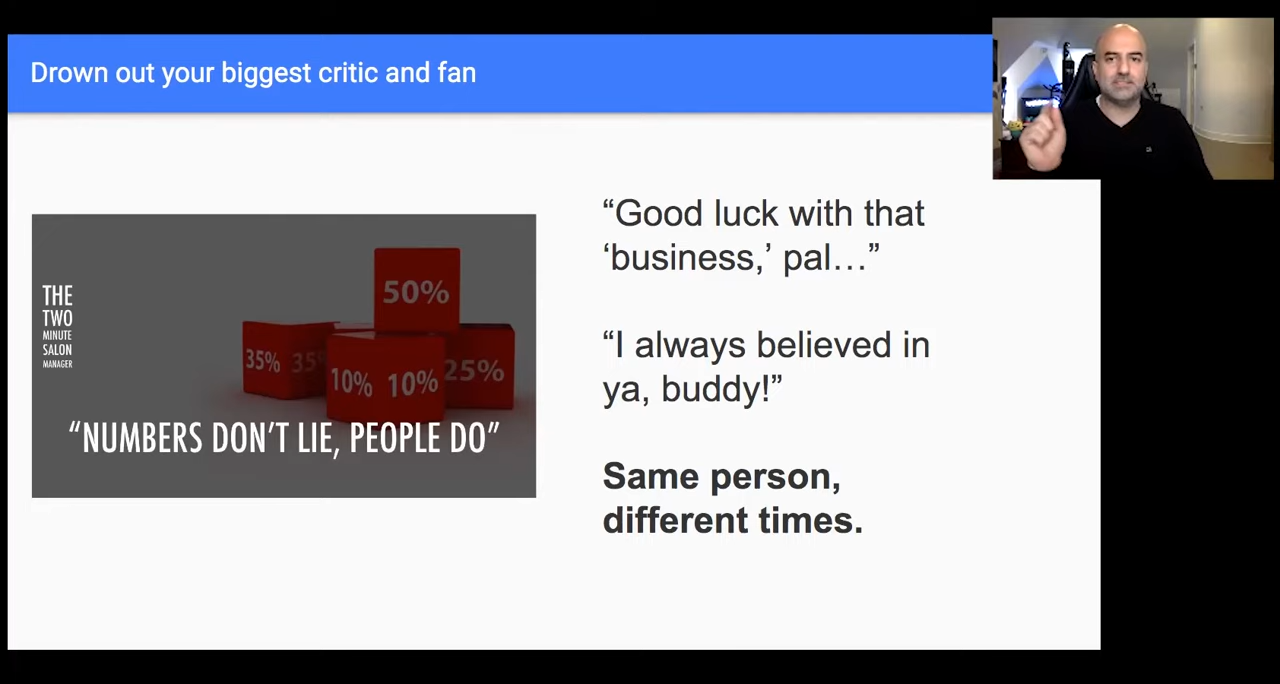 Drown out your biggest critic and fan
THE
TWO
MINUTE
SALON
MANAGER
50%
35% 35%
10% 10% 25%
“NUMBERS DON’T LIE, PEOPLE DO”
“Good luck with that
‘business,’ pal…”
“I always believed in
ya, buddy!”
Same person,
different times.